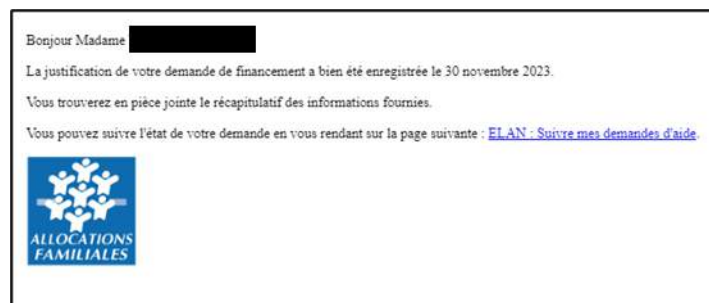 Bonjour Madame
La justification de votre demande de financement a bien été enregistrée le 30 novembre 2023.
Vous trouverez en pièce jointe le récapitulatif des informations fournies.
Vous pouvez suivre l'état de votre demande en vous rendant sur la page suivante : ELAN : Suivre mes demandes d'aide.
ALLOCATIONS
FAMILIALES